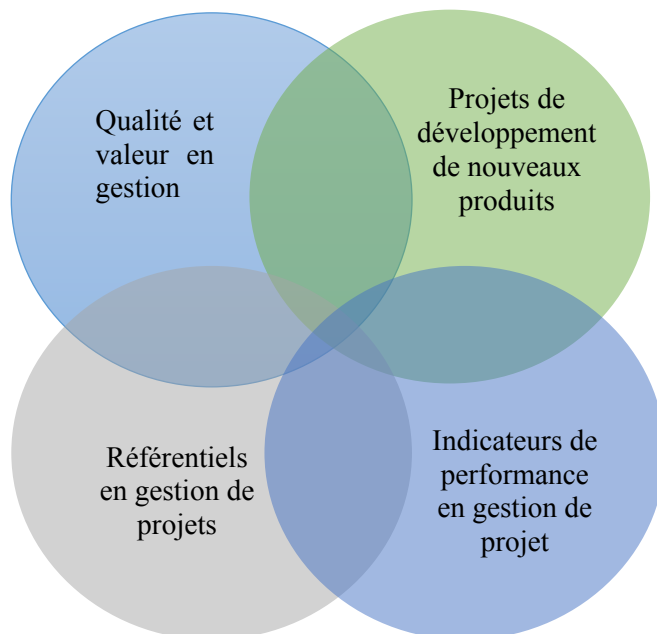 Qualité et
valeur en
gestion
Projets de
développement
de nouveaux
produits
Référentiels
en gestion de
projets
Indicateurs de
performance
en gestion de
projet